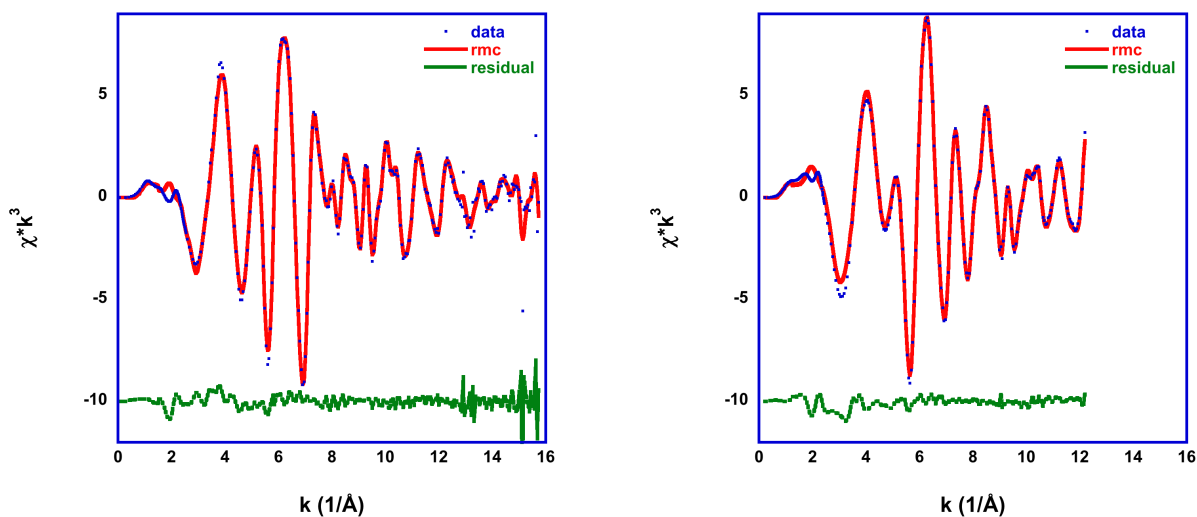 data
rmc
residual
5
0
-5
-10
χ*k³
0 2 4 6 8 10 12 14 16
k (1/Å)
data
rmc
residual
5
0
-5
-10
χ*k³
0 2 4 6 8 10 12 14 16
k (1/Å)